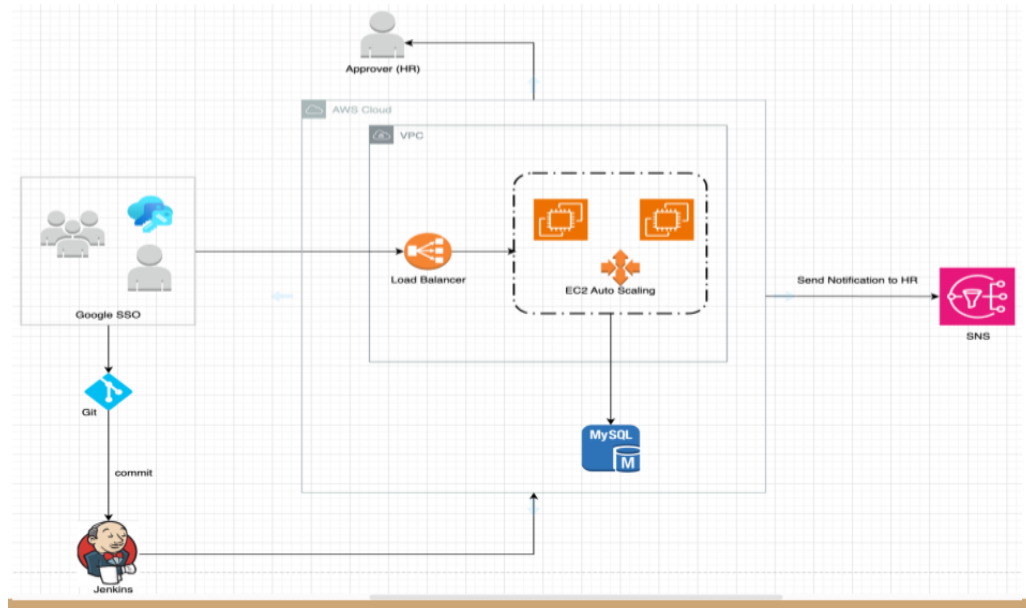 Approver (HR)
AWS Cloud
VPC
Load Balancer
EC2 Auto Scaling
Google SSO
Send Notification to HR
SNS
Git
MySQL
M
commit
Jenkins